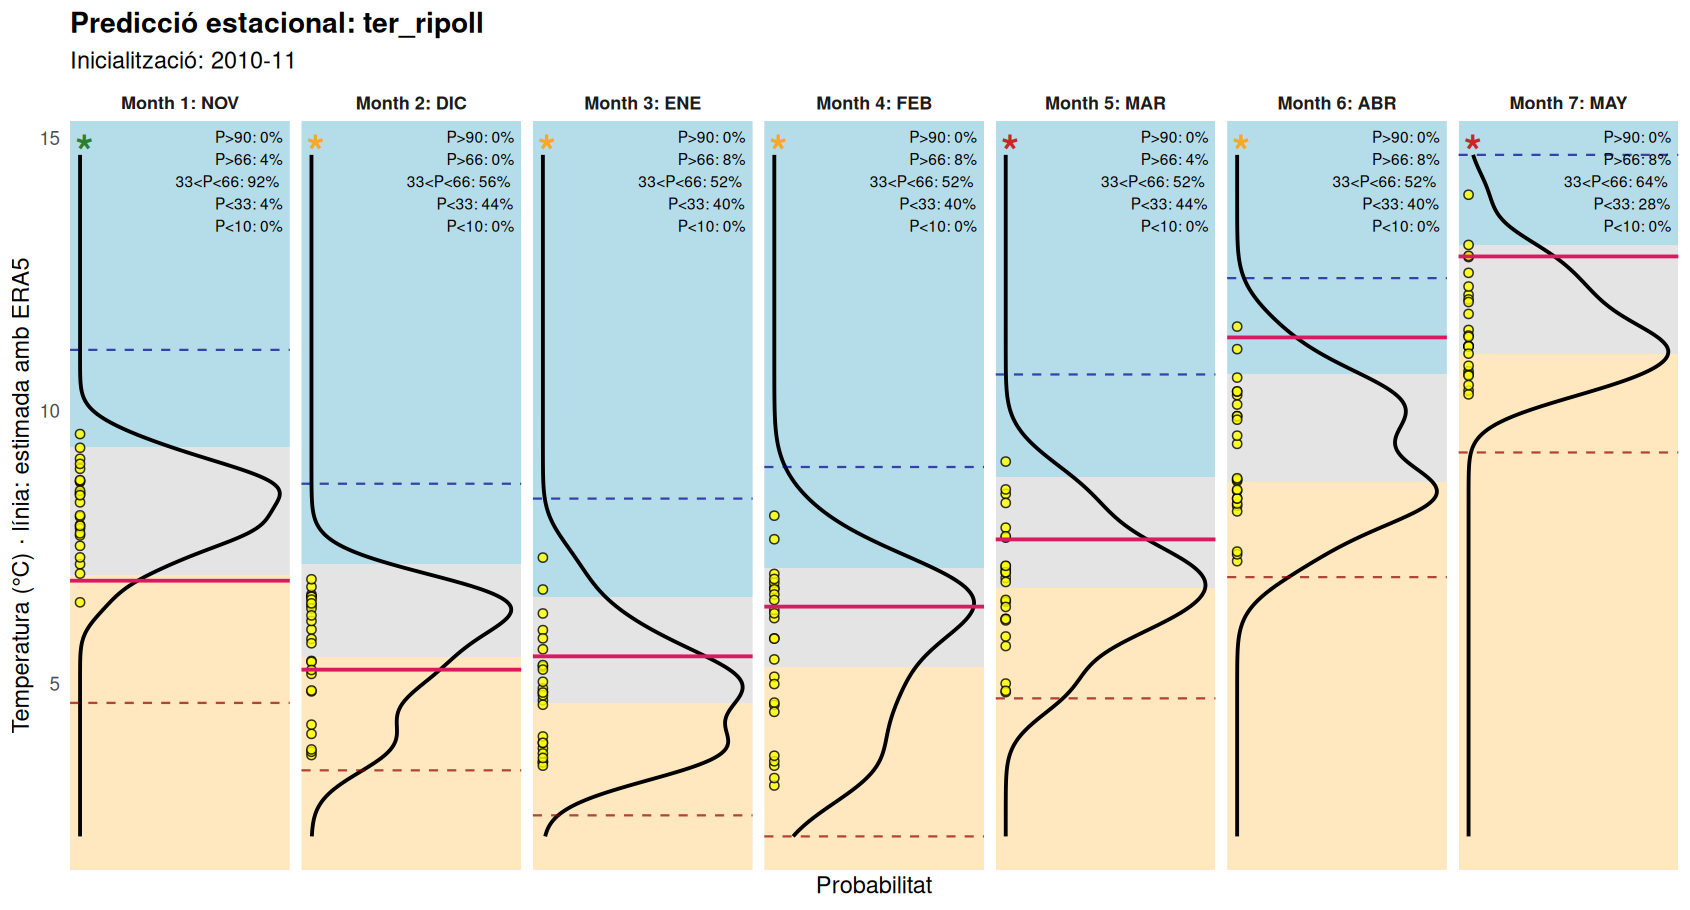 Predicció estacional: ter_ripoll
Inicialització: 2010-11
Month 1: NOV
Month 2: DIC
Month 3: ENE
Month 4: FEB
Month 5: MAR
Month 6: ABR
Month 7: MAY
*
P>90: 0%
P>66: 4%
33<P<66: 92%
P<33: 4%
P<10: 0%
*
P>90: 0%
P>66: 0%
33<P<66: 56%
P<33: 44%
P<10: 0%
*
P>90: 0%
P>66: 8%
33<P<66: 52%
P<33: 40%
P<10: 0%
*
P>90: 0%
P>66: 8%
33<P<66: 52%
P<33: 40%
P<10: 0%
*
P>90: 0%
P>66: 4%
33<P<66: 52%
P<33: 44%
P<10: 0%
*
P>90: 0%
P>66: 8%
33<P<66: 52%
P<33: 40%
P<10: 0%
*
P>90: 0%
P>66: 8%
33<P<66: 64%
P<33: 28%
P<10: 0%
15
10
5
Temperatura (°C) · línia: estimada amb ERA5
Probabilitat